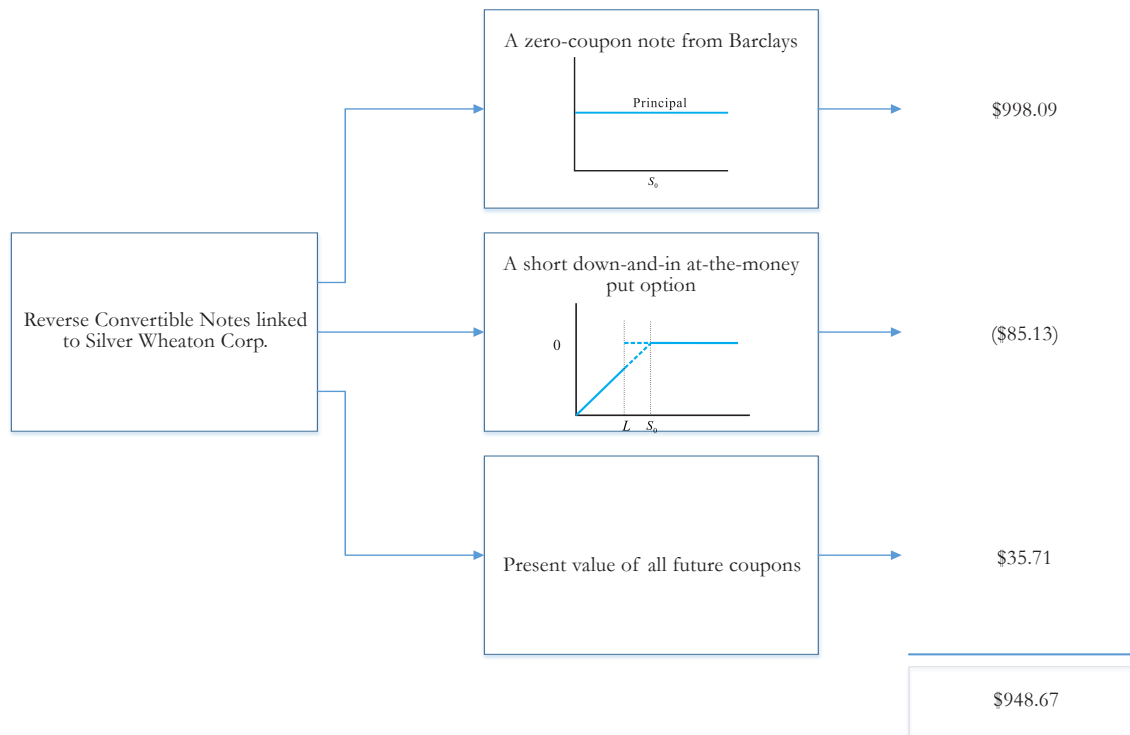 A zero-coupon note from Barclays
Principal
S₀
$998.09
Reverse Convertible Notes linked
to Silver Wheaton Corp.
A short down-and-in at-the-money
put option
0
L S₀
($85.13)
Present value of all future coupons
$35.71
$948.67